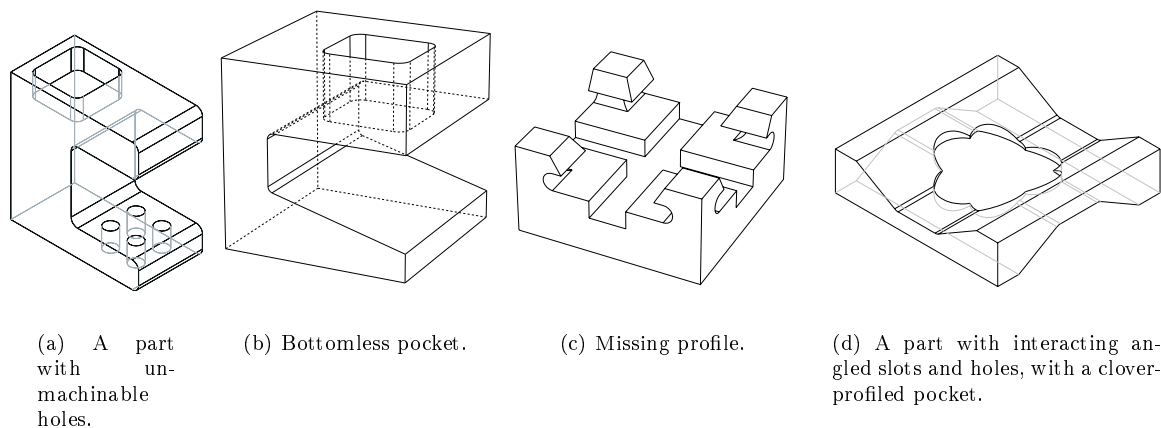 (a) A part
with un-
machinable
holes.
(b) Bottomless pocket.
(c) Missing profile.
(d) A part with interacting an-
gled slots and holes, with a clover-
profiled pocket.